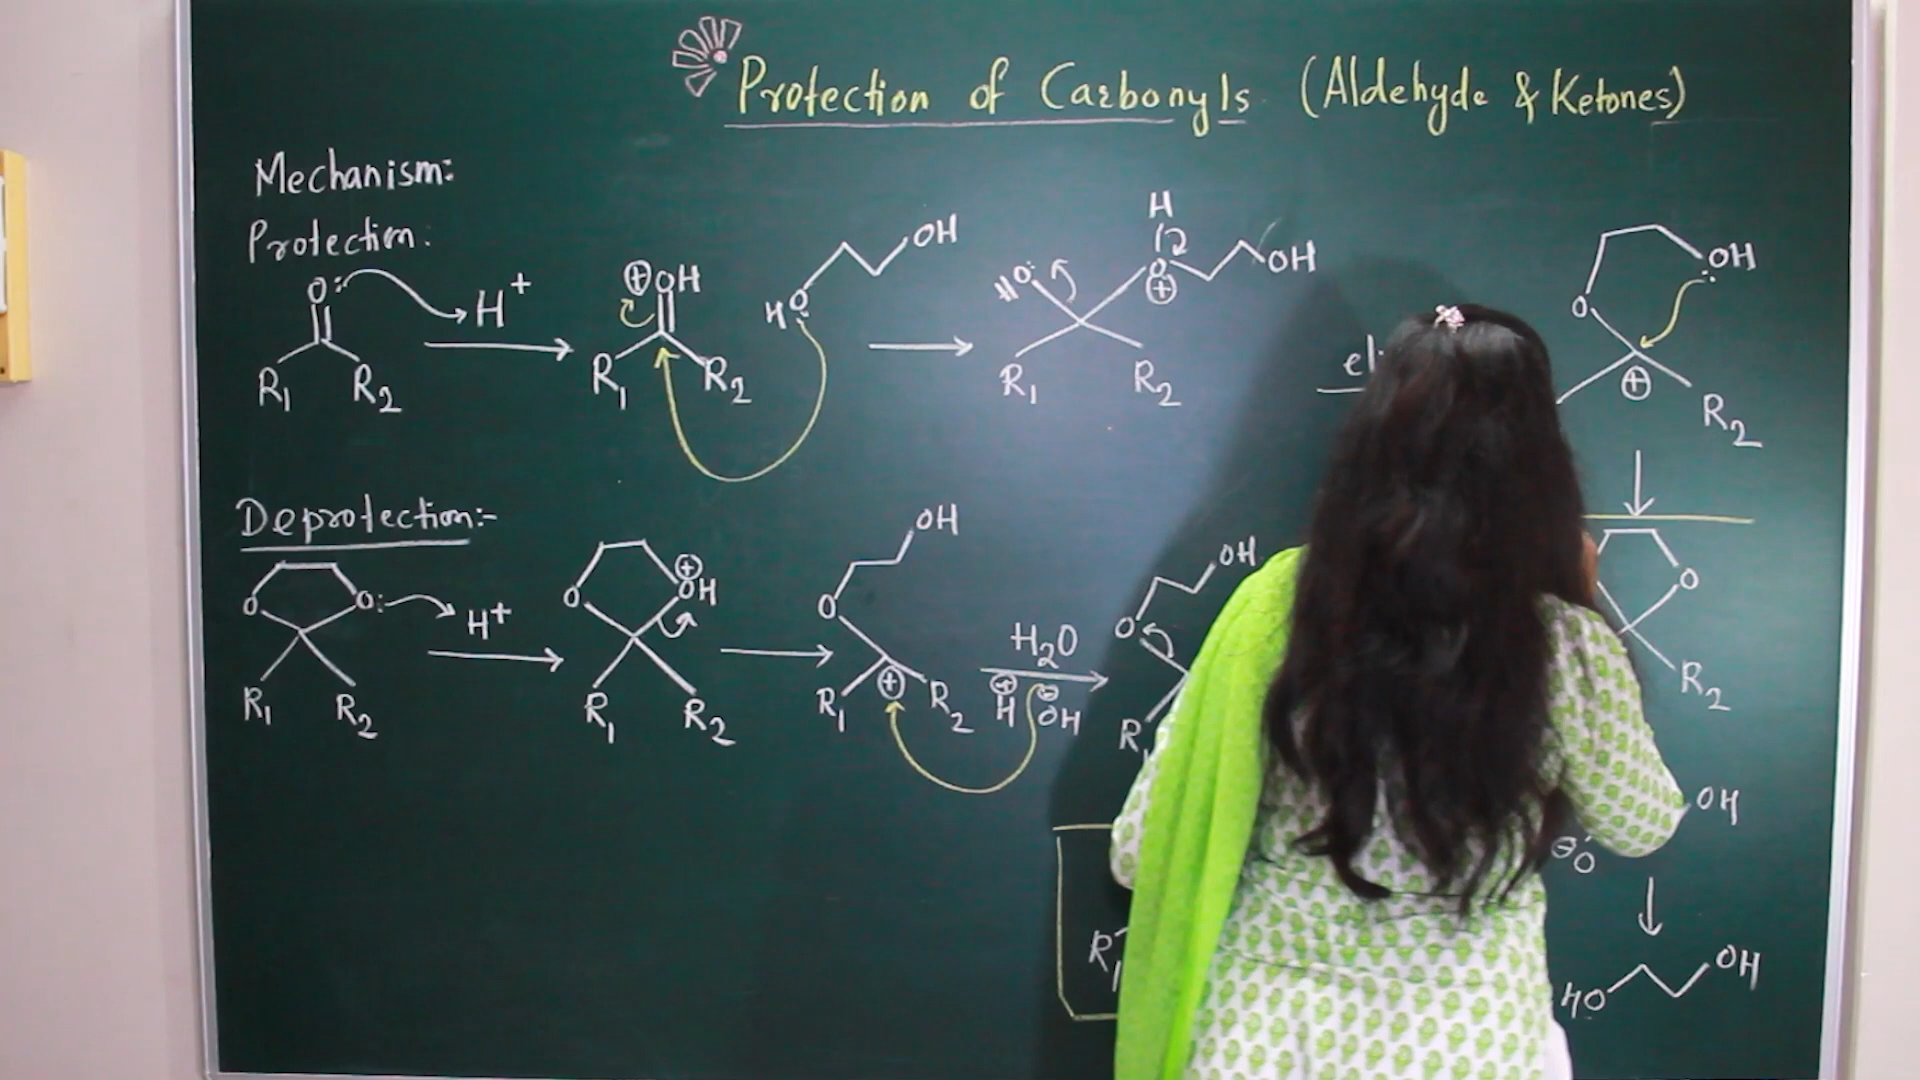 Protection of Carbonyls (Aldehyde & Ketones)
Mechanism:
Protection:
O: H+
R1 R2
⊕OH
R1 R2
HO: OH
H
HO: O⊕ OH
R1 R2
O OH
⊕
R2
Deprotection:-
O O: H+
R1 R2
O ⊕OH
R1 R2
O OH
R1 ⊕ R2
H2O
⊕H ⊖OH
O OH
R
O
R2
OH
⊖O
R1
HO OH